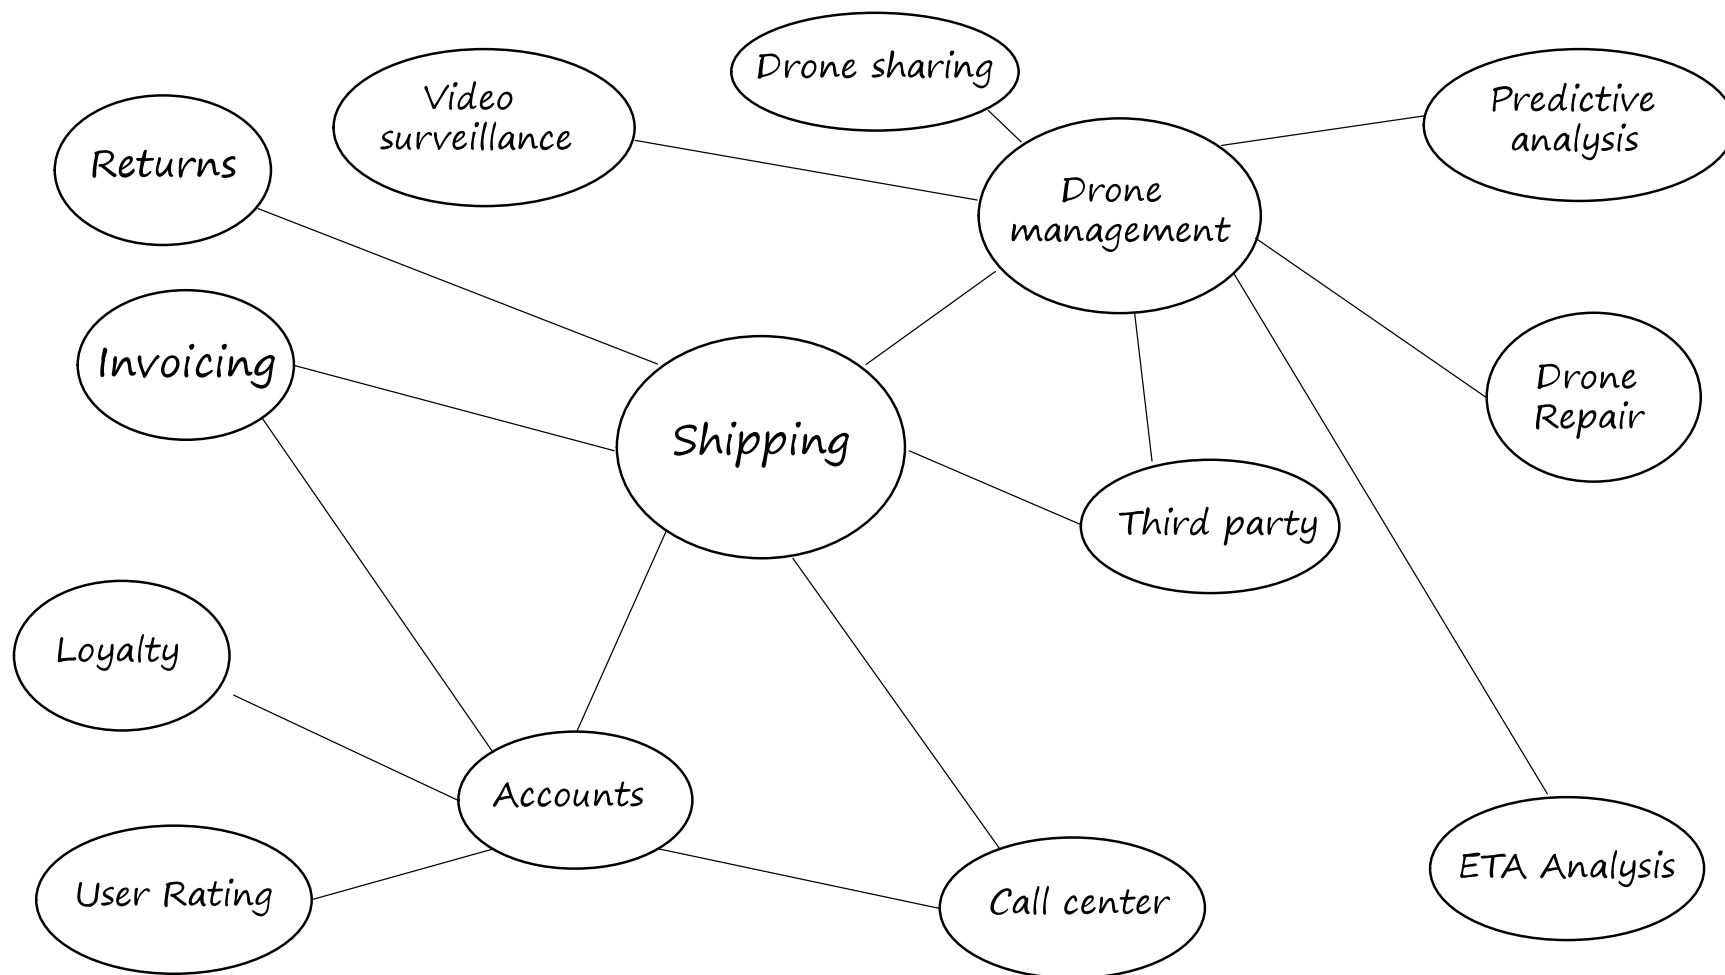 Drone sharing
Video
surveillance
Predictive
analysis
Returns
Drone
management
Invoicing
Drone
Repair
Shipping
Third party
Loyalty
Accounts
User Rating
Call center
ETA Analysis